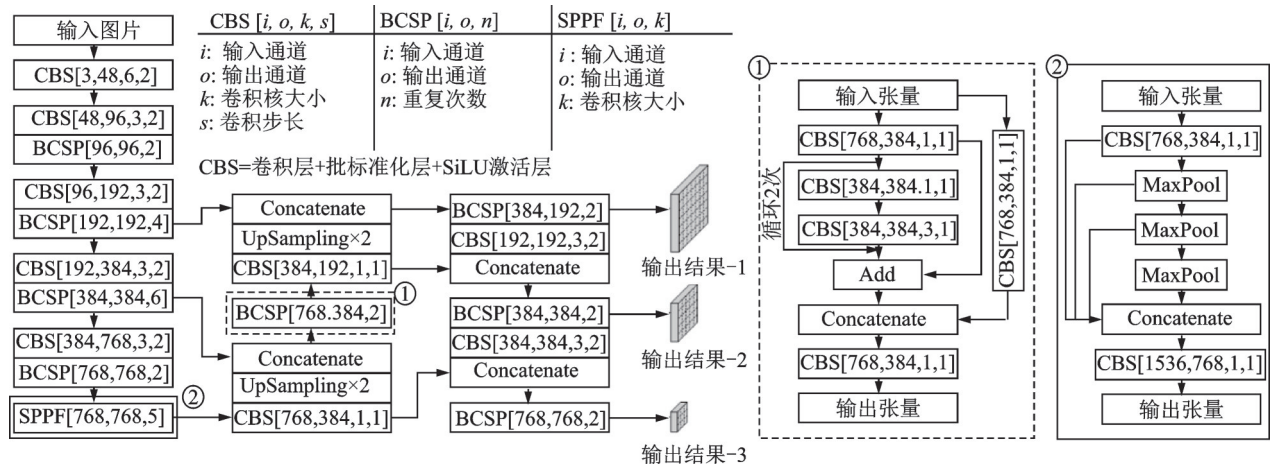 输入图片
CBS[3,48,6,2]
CBS[48,96,3,2]
BCSP[96,96,2]
CBS[96,192,3,2]
BCSP[192,192,4]
CBS[192,384,3,2]
BCSP[384,384,6]
CBS[384,768,3,2]
BCSP[768,768,2]
②
SPPF[768,768,5]
CBS [i, o, k, s]
i: 输入通道
o: 输出通道
k: 卷积核大小
s: 卷积步长
BCSP [i, o, n]
i: 输入通道
o: 输出通道
n: 重复次数
SPPF [i, o, k]
i: 输入通道
o: 输出通道
k: 卷积核大小
CBS=卷积层+批标准化层+SiLU激活层
Concatenate
UpSampling×2
CBS[384,192,1,1]
①
BCSP[768.384,2]
Concatenate
UpSampling×2
CBS[768,384,1,1]
BCSP[384,192,2]
CBS[192,192,3,2]
Concatenate
BCSP[384,384,2]
CBS[384,384,3,2]
Concatenate
BCSP[768,768,2]
输出结果-1
输出结果-2
输出结果-3
①
输入张量
CBS[768,384,1,1]
循环2次
CBS[384,384.1,1]
CBS[384,384,3,1]
CBS[768,384,1,1]
Add
Concatenate
CBS[768,384,1,1]
输出张量
②
输入张量
CBS[768,384,1,1]
MaxPool
MaxPool
MaxPool
Concatenate
CBS[1536,768,1,1]
输出张量